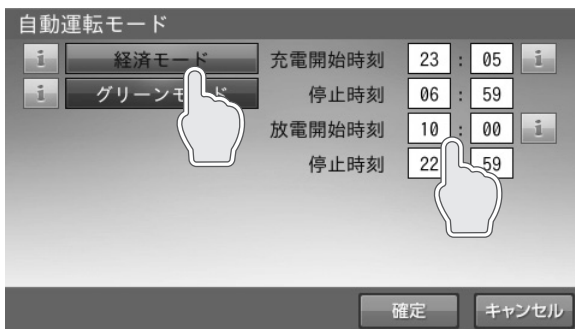 自動運転モード
i 経済モード 充電開始時刻 23 : 05 i
i グリーンモード 停止時刻 06 : 59
放電開始時刻 10 : 00 i
停止時刻 22 59
確定 キャンセル